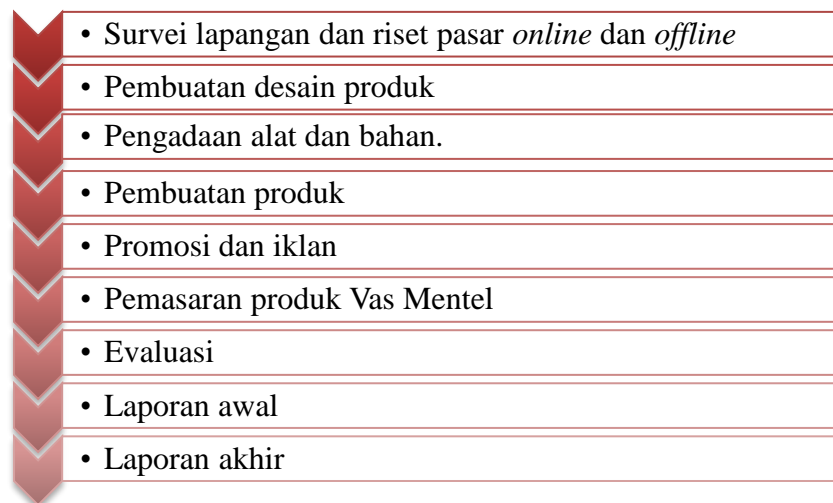 • Survei lapangan dan riset pasar online dan offline
• Pembuatan desain produk
• Pengadaan alat dan bahan.
• Pembuatan produk
• Promosi dan iklan
• Pemasaran produk Vas Mentel
• Evaluasi
• Laporan awal
• Laporan akhir